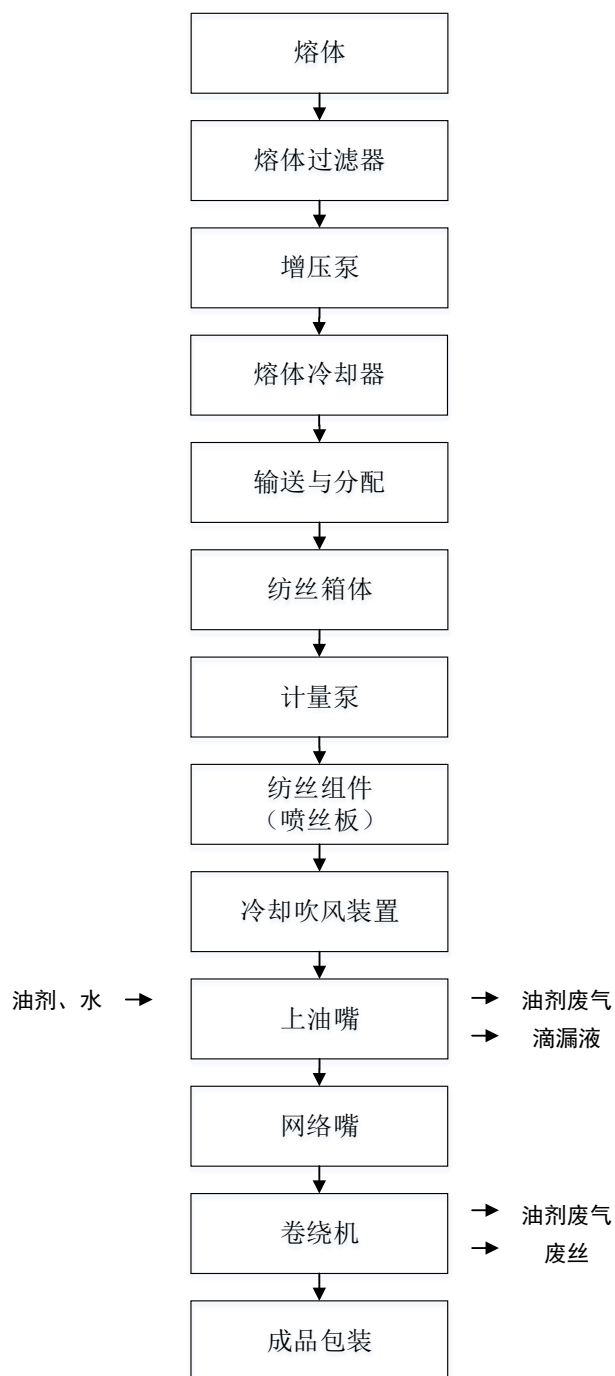 熔体
熔体过滤器
增压泵
熔体冷却器
输送与分配
纺丝箱体
计量泵
纺丝组件
（喷丝板）
冷却吹风装置
油剂、水
上油嘴
油剂废气
滴漏液
网络嘴
卷绕机
油剂废气
废丝
成品包装